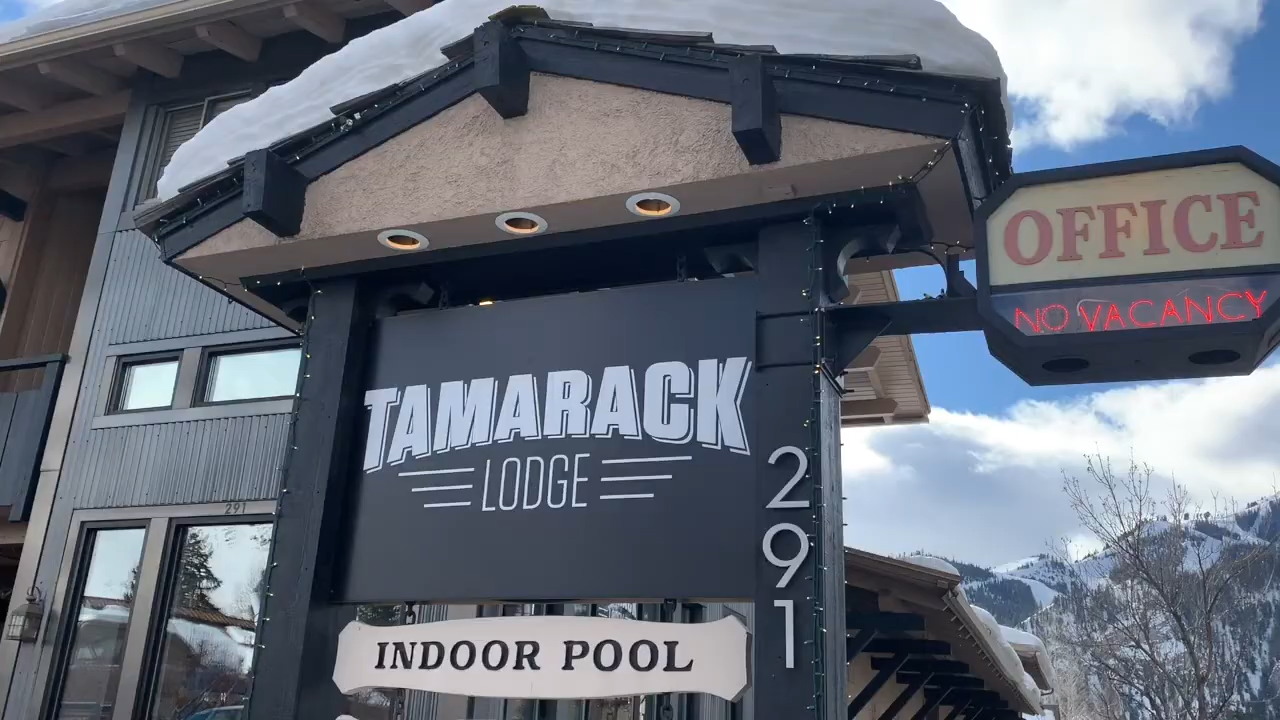 OFFICE
NO VACANCY
TAMARACK
LODGE
291
291
INDOOR POOL